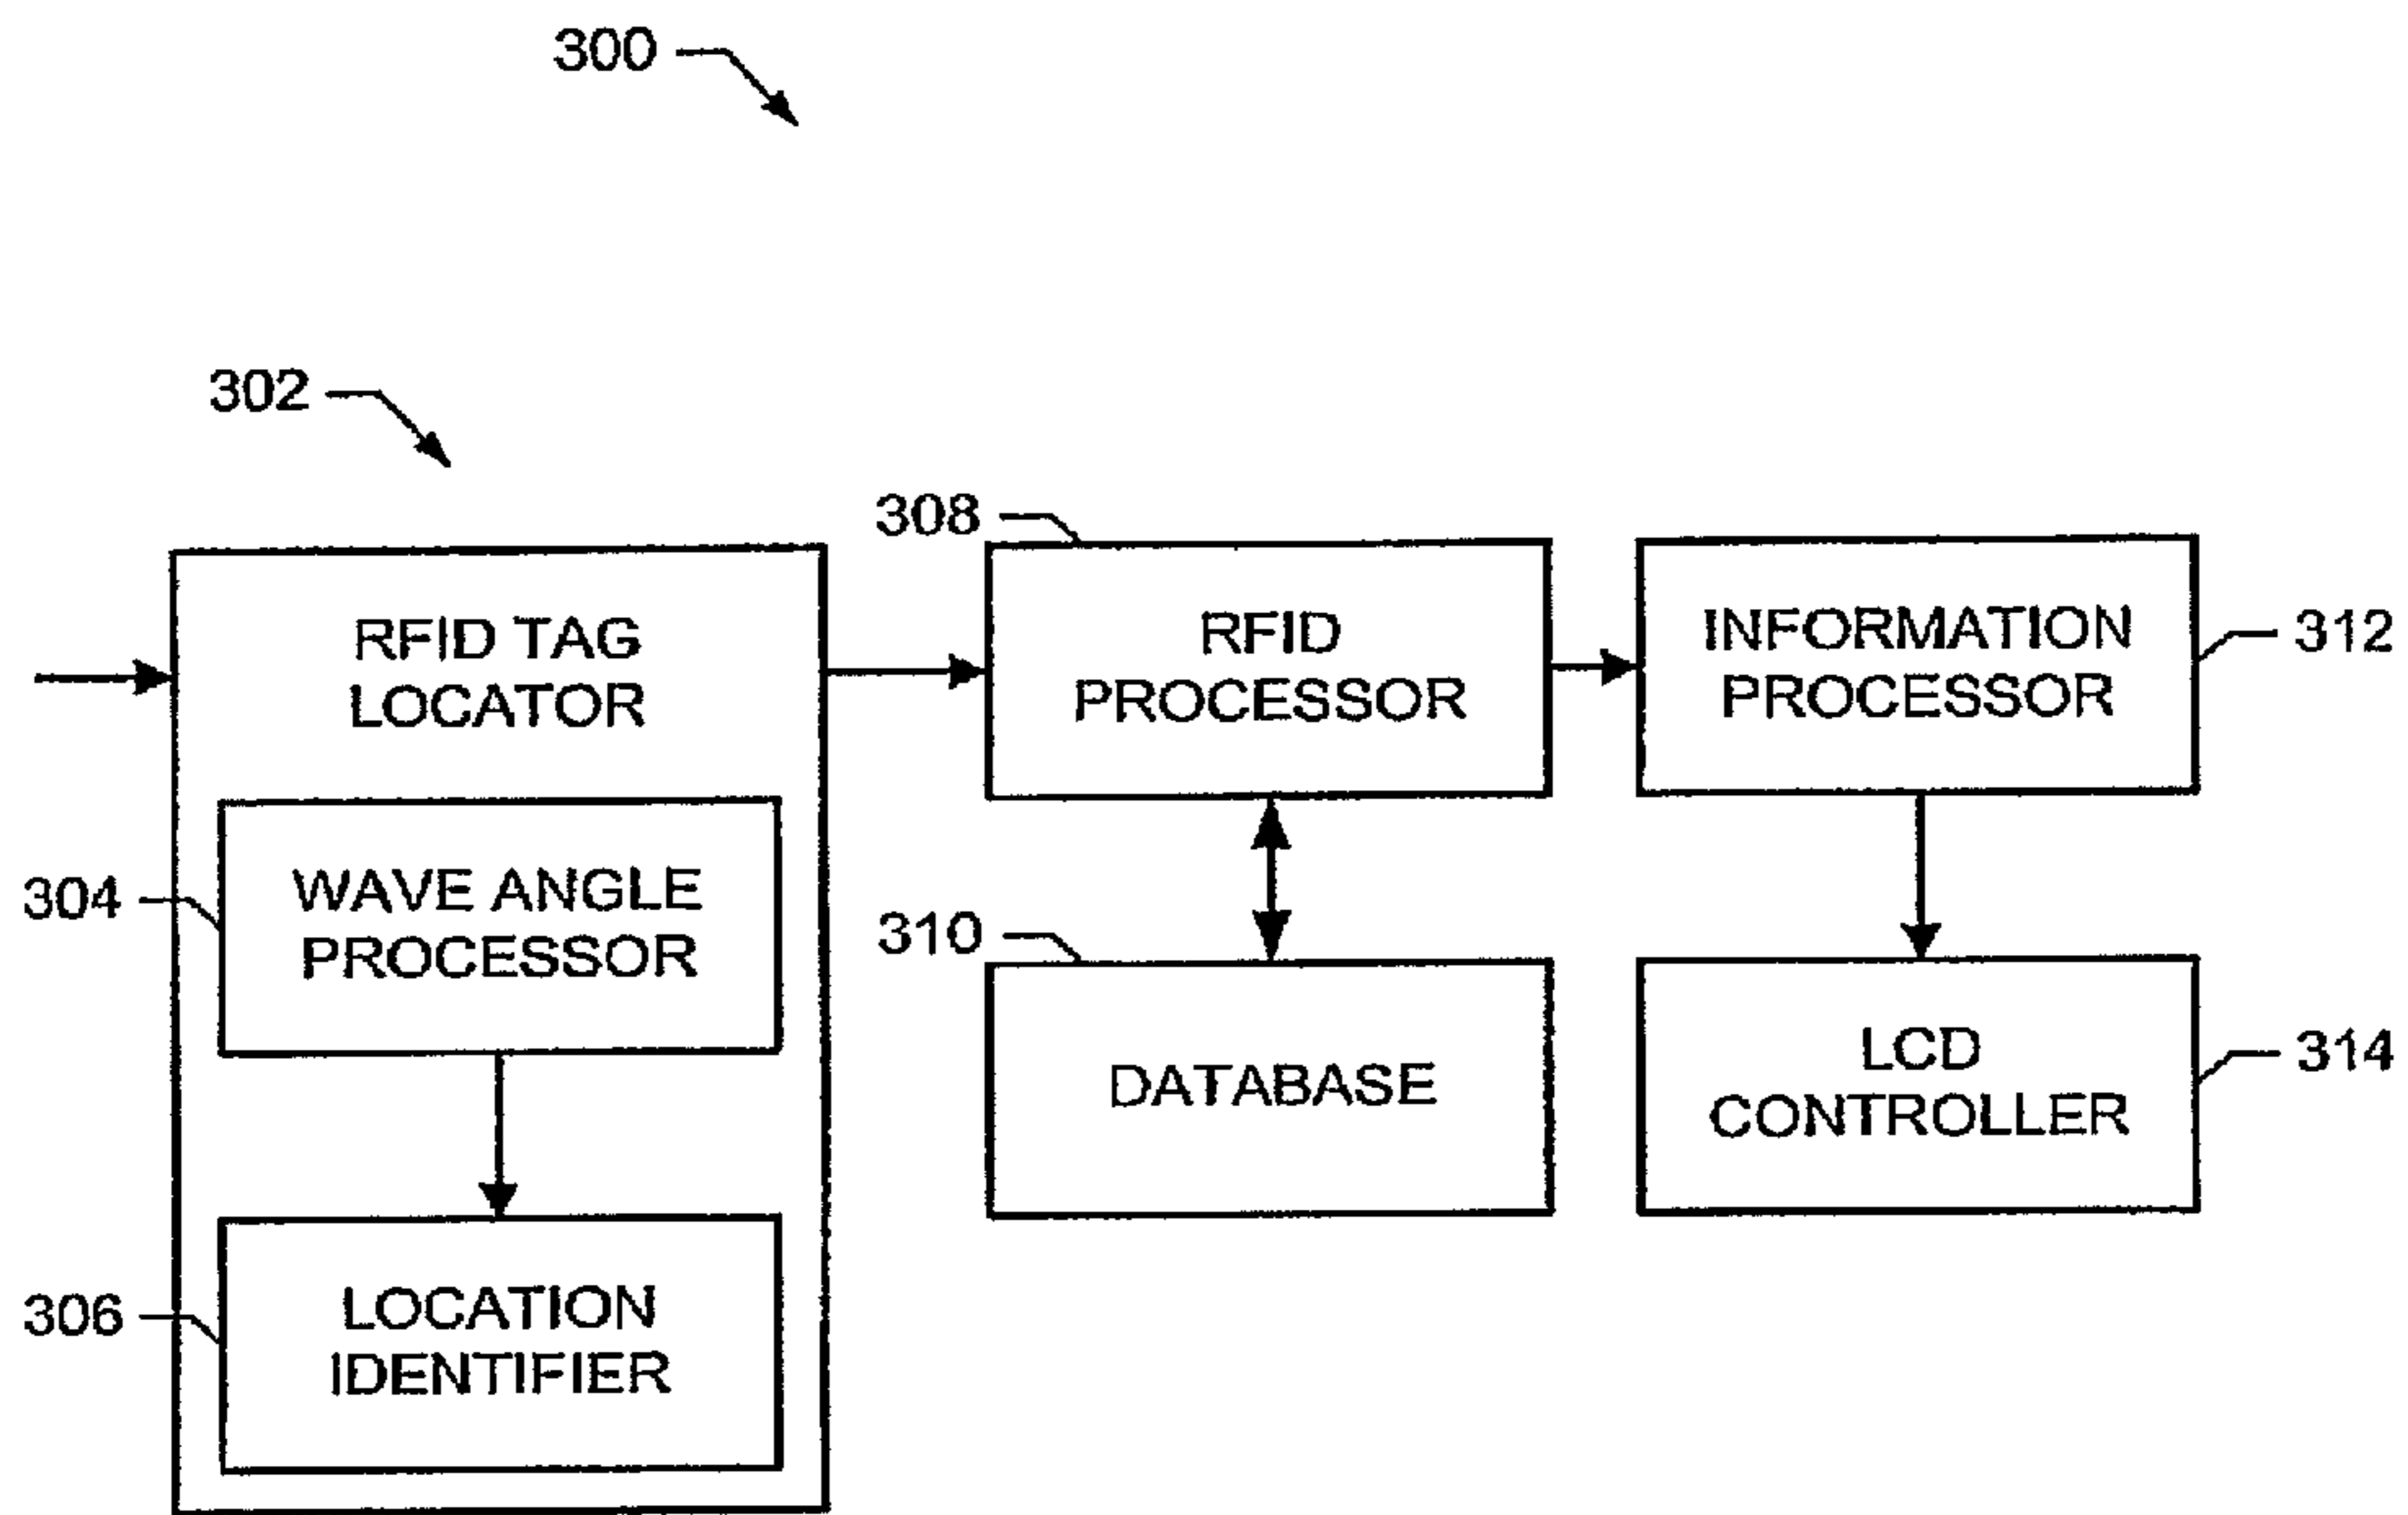 300
302
308
RFID TAG
LOCATOR
RFID
PROCESSOR
INFORMATION
PROCESSOR
312
304
WAVE ANGLE
PROCESSOR
310
DATABASE
LCD
CONTROLLER
314
306
LOCATION
IDENTIFIER